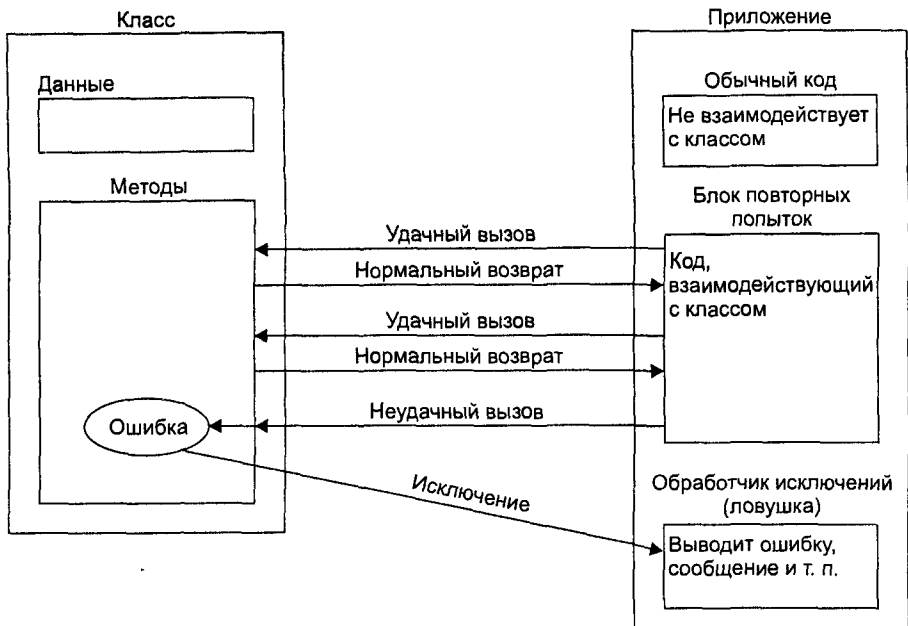 Класс
Данные
Методы
Ошибка
Удачный вызов
Нормальный возврат
Удачный вызов
Нормальный возврат
Неудачный вызов
Исключение
Приложение
Обычный код
Не взаимодействует
с классом
Блок повторных
попыток
Код,
взаимодействующий
с классом
Обработчик исключений
(ловушка)
Выводит ошибку,
сообщение и т. п.